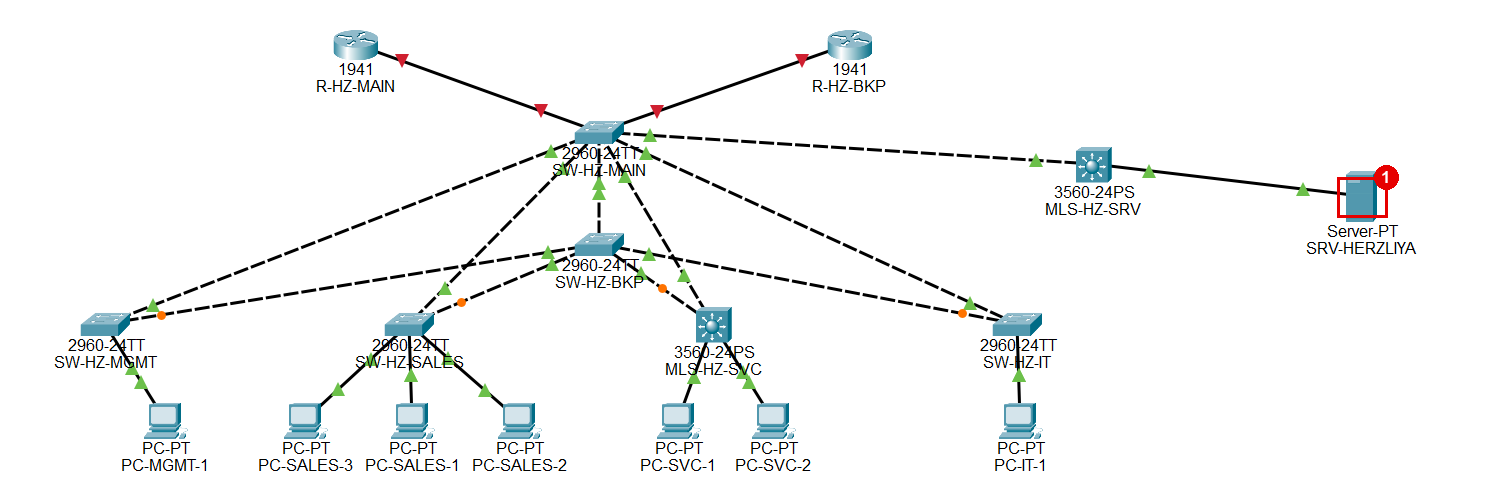 1941
R-HZ-MAIN
1941
R-HZ-BKP
2960-24TT
SW-HZ-MAIN
3560-24PS
MLS-HZ-SRV
1
Server-PT
SRV-HERZLIYA
2960-24TT
SW-HZ-BKP
2960-24TT
SW-HZ-MGMT
2960-24TT
SW-HZ-SALES
3560-24PS
MLS-HZ-SVC
2960-24TT
SW-HZ-IT
PC-PT
PC-MGMT-1
PC-PT
PC-SALES-3
PC-PT
PC-SALES-1
PC-PT
PC-SALES-2
PC-PT
PC-SVC-1
PC-PT
PC-SVC-2
PC-PT
PC-IT-1